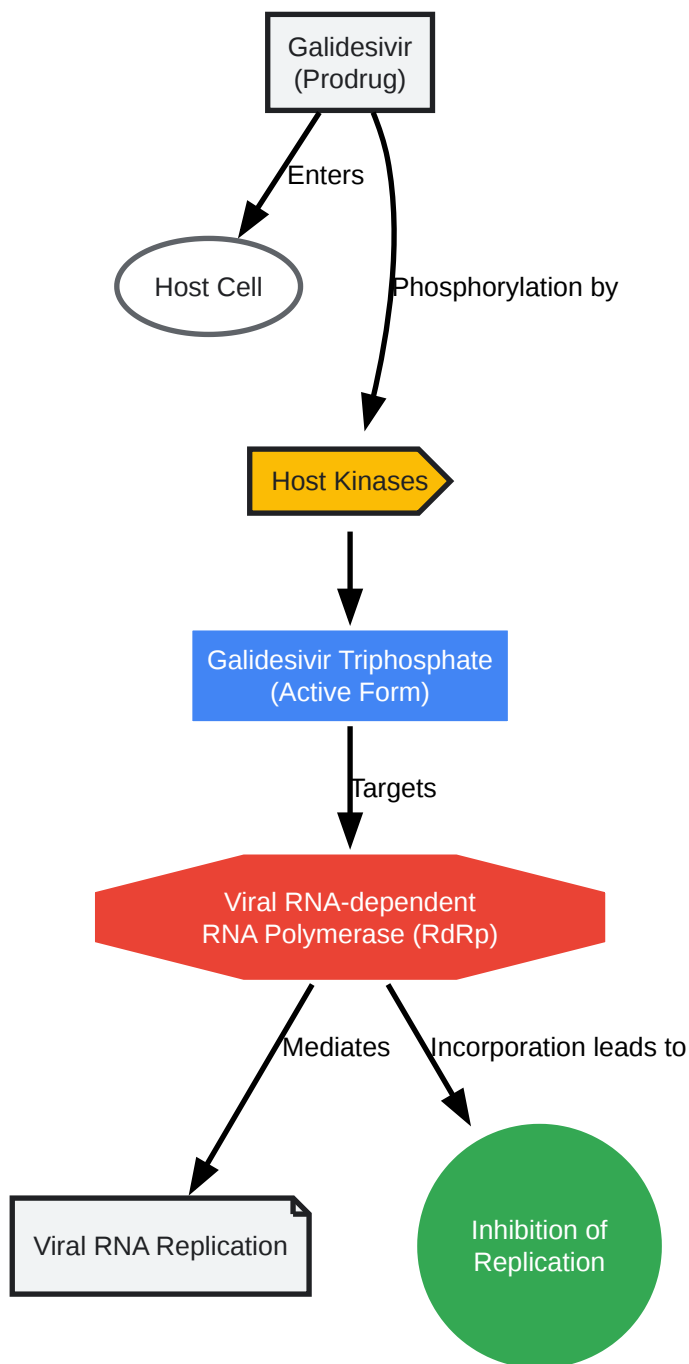 Galidesivir
(Prodrug)
Enters
Host Cell
Phosphorylation by
Host Kinases
Galidesivir Triphosphate
(Active Form)
Targets
Viral RNA-dependent
RNA Polymerase (RdRp)
Mediates
Incorporation leads to
Viral RNA Replication
Inhibition of
Replication